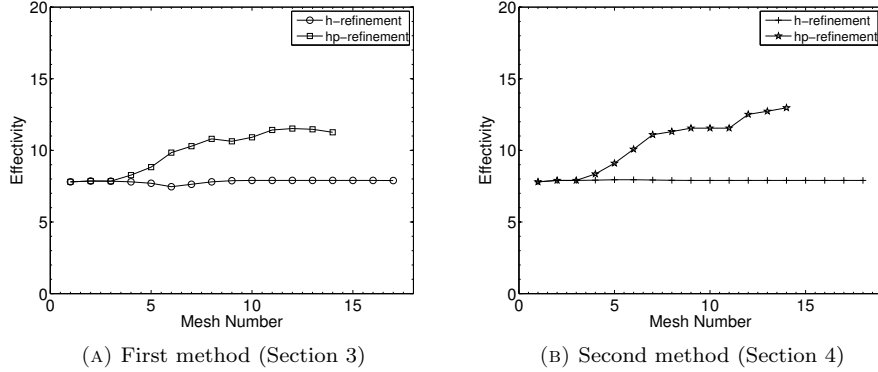 20
15
10
5
0
Effectivity
0
5
10
15
Mesh Number
h−refinement
hp−refinement
(A) First method (Section 3)
20
15
10
5
0
Effectivity
0
5
10
15
Mesh Number
h−refinement
hp−refinement
(B) Second method (Section 4)